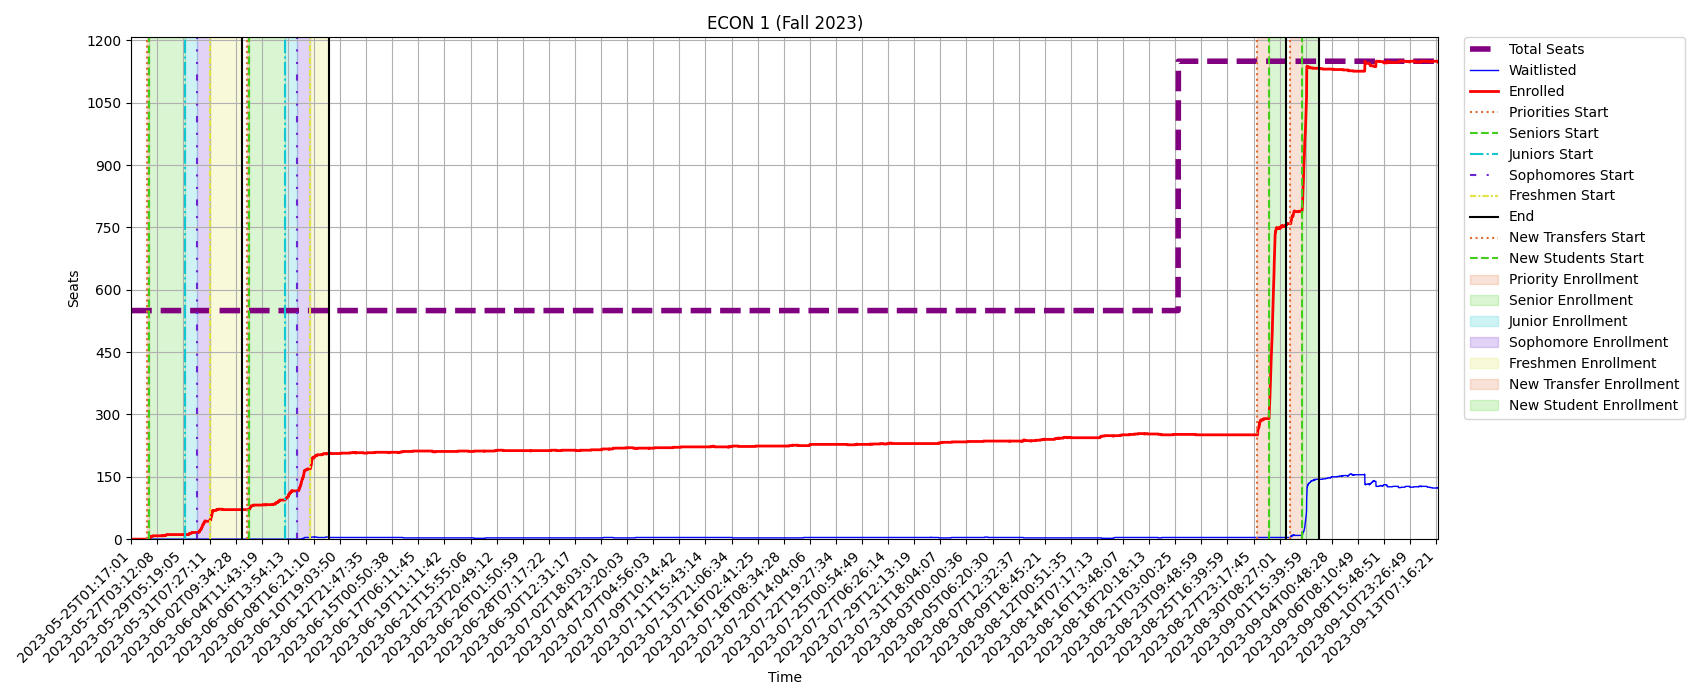 ECON 1 (Fall 2023)
Seats
1200
1050
900
750
600
450
300
150
0
2023-05-25T01:17:01
2023-05-27T03:12:08
2023-05-29T05:19:05
2023-05-31T07:27:11
2023-06-02T09:34:28
2023-06-04T11:43:19
2023-06-06T13:54:13
2023-06-08T16:21:10
2023-06-10T19:03:50
2023-06-12T21:47:35
2023-06-15T00:50:38
2023-06-17T06:11:45
2023-06-19T11:11:42
2023-06-21T15:55:06
2023-06-23T20:49:12
2023-06-26T01:50:59
2023-06-28T07:17:22
2023-06-30T12:31:17
2023-07-02T18:03:01
2023-07-04T23:20:03
2023-07-07T04:56:03
2023-07-09T10:14:42
2023-07-11T15:43:14
2023-07-13T21:06:34
2023-07-16T02:41:25
2023-07-18T08:34:28
2023-07-20T14:04:06
2023-07-22T19:27:34
2023-07-25T00:54:49
2023-07-27T06:26:14
2023-07-29T12:13:19
2023-07-31T18:04:07
2023-08-03T00:00:36
2023-08-05T06:20:30
2023-08-07T12:32:37
2023-08-09T18:45:21
2023-08-12T00:51:35
2023-08-14T07:17:13
2023-08-16T13:48:07
2023-08-18T20:18:13
2023-08-21T03:00:25
2023-08-23T09:48:59
2023-08-25T16:39:59
2023-08-27T23:17:45
2023-08-30T08:27:01
2023-09-01T15:39:59
2023-09-04T00:48:28
2023-09-06T08:10:49
2023-09-08T15:48:51
2023-09-10T23:26:49
2023-09-13T07:16:21
Time
Total Seats
Waitlisted
Enrolled
Priorities Start
Seniors Start
Juniors Start
Sophomores Start
Freshmen Start
End
New Transfers Start
New Students Start
Priority Enrollment
Senior Enrollment
Junior Enrollment
Sophomore Enrollment
Freshmen Enrollment
New Transfer Enrollment
New Student Enrollment